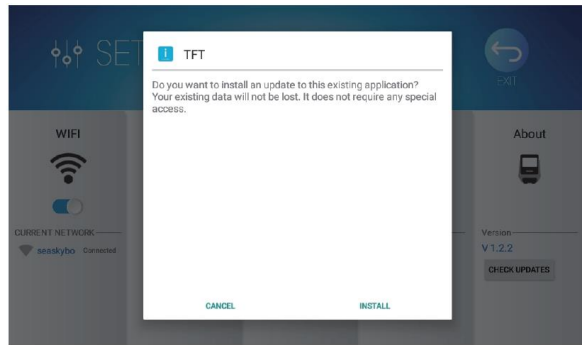 SET
TFT
EXIT
Do you want to install an update to this existing application?
Your existing data will not be lost. It does not require any special
access.
WIFI
About
CURRENT NETWORK
seaskybo Connected
Version
V 1.2.2
CHECK UPDATES
CANCEL
INSTALL